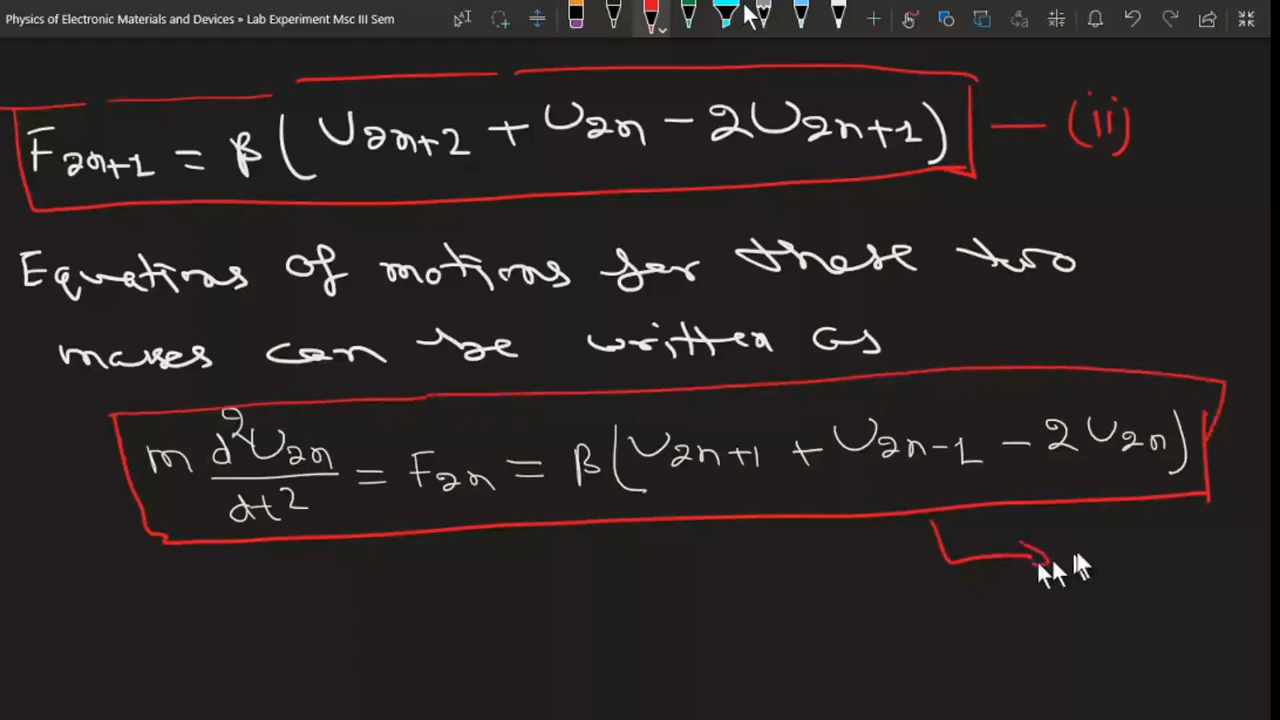 Physics of Electronic Materials and Devices » Lab Experiment Msc III Sem
F₂ₙ₊₁ = β(U₂ₙ₊₂ + U₂ₙ − 2U₂ₙ₊₁) — (ii)
Equations of motions for these two
masses can be written as
m d²U₂ₙ/dt² = F₂ₙ = β(U₂ₙ₊₁ + U₂ₙ₋₁ − 2U₂ₙ)